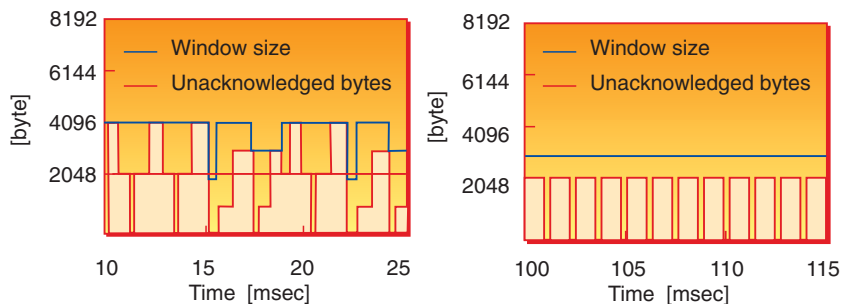 8192
Window size
6144
Unacknowledged bytes
[byte]
4096
2048
10 15 20 25
Time [msec]
8192
Window size
6144
Unacknowledged bytes
[byte]
4096
2048
100 105 110 115
Time [msec]